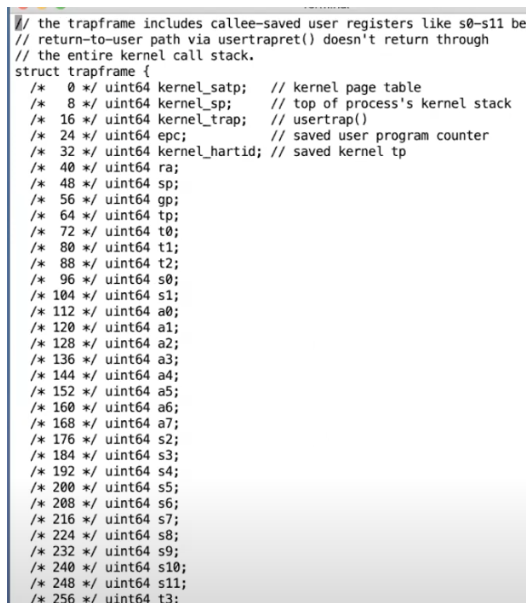 // the trapframe includes callee-saved user registers like s0-s11 be
// return-to-user path via usertrapret() doesn't return through
// the entire kernel call stack.
struct trapframe {
  /*   0 */ uint64 kernel_satp;   // kernel page table
  /*   8 */ uint64 kernel_sp;     // top of process's kernel stack
  /*  16 */ uint64 kernel_trap;   // usertrap()
  /*  24 */ uint64 epc;           // saved user program counter
  /*  32 */ uint64 kernel_hartid; // saved kernel tp
  /*  40 */ uint64 ra;
  /*  48 */ uint64 sp;
  /*  56 */ uint64 gp;
  /*  64 */ uint64 tp;
  /*  72 */ uint64 t0;
  /*  80 */ uint64 t1;
  /*  88 */ uint64 t2;
  /*  96 */ uint64 s0;
  /* 104 */ uint64 s1;
  /* 112 */ uint64 a0;
  /* 120 */ uint64 a1;
  /* 128 */ uint64 a2;
  /* 136 */ uint64 a3;
  /* 144 */ uint64 a4;
  /* 152 */ uint64 a5;
  /* 160 */ uint64 a6;
  /* 168 */ uint64 a7;
  /* 176 */ uint64 s2;
  /* 184 */ uint64 s3;
  /* 192 */ uint64 s4;
  /* 200 */ uint64 s5;
  /* 208 */ uint64 s6;
  /* 216 */ uint64 s7;
  /* 224 */ uint64 s8;
  /* 232 */ uint64 s9;
  /* 240 */ uint64 s10;
  /* 248 */ uint64 s11;
  /* 256 */ uint64 t3;